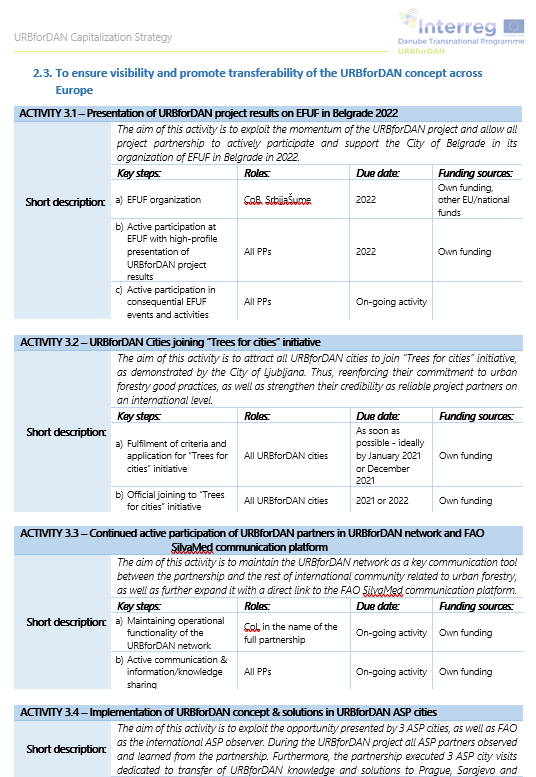 URBforDAN Capitalization Strategy
Interreg
Danube Transnational Programme
URBforDAN
2.3. To ensure visibility and promote transferability of the URBforDAN concept across
Europe
ACTIVITY 3.1 – Presentation of URBforDAN project results on EFUF in Belgrade 2022
Short description:
The aim of this activity is to exploit the momentum of the URBforDAN project and allow all
project partnership to actively participate and support the City of Belgrade in its
organization of EFUF in Belgrade in 2022.
Key steps: Roles: Due date: Funding sources:
a) EFUF organization
CoB, SrbijaŠume
2022
Own funding,
other EU/national
funds
b) Active participation at
EFUF with high-profile
presentation of
URBforDAN project
results
All PPs
2022
Own funding
c) Active participation in
consequential EFUF
events and activities
All PPs
On-going activity
ACTIVITY 3.2 – URBforDAN Cities joining "Trees for cities" initiative
Short description:
The aim of this activity is to attract all URBforDAN cities to join "Trees for cities" initiative,
as demonstrated by the City of Ljubljana. Thus, reenforcing their commitment to urban
forestry good practices, as well as strengthen their credibility as reliable project partners on
an international level.
Key steps: Roles: Due date: Funding sources:
a) Fulfilment of criteria and
application for "Trees for
cities" initiative
All URBforDAN cities
As soon as
possible - ideally
by January 2021
or December
2021
Own funding
b) Official joining to "Trees
for cities" initiative
All URBforDAN cities
2021 or 2022
Own funding
ACTIVITY 3.3 – Continued active participation of URBforDAN partners in URBforDAN network and FAO
SilvaMed communication platform
Short description:
The aim of this activity is to maintain the URBforDAN network as a key communication tool
between the partnership and the rest of international community related to urban forestry,
as well as further expand it with a direct link to the FAO SilvaMed communication platform.
Key steps: Roles: Due date: Funding sources:
a) Maintaining operational
functionality of the
URBforDAN network
CoL in the name of the
full partnership
On-going activity
Own funding
b) Active communication &
information/knowledge
sharing
All PPs
On-going activity
Own funding
ACTIVITY 3.4 – Implementation of URBforDAN concept & solutions in URBforDAN ASP cities
Short description:
The aim of this activity is to exploit the opportunity presented by 3 ASP cities, as well as FAO
as the international ASP observer. During the URBforDAN project all ASP partners observed
and learned from the partnership. Furthermore, the partnership executed 3 ASP city visits
dedicated to transfer of URBforDAN knowledge and solutions to Prague, Sarajevo and